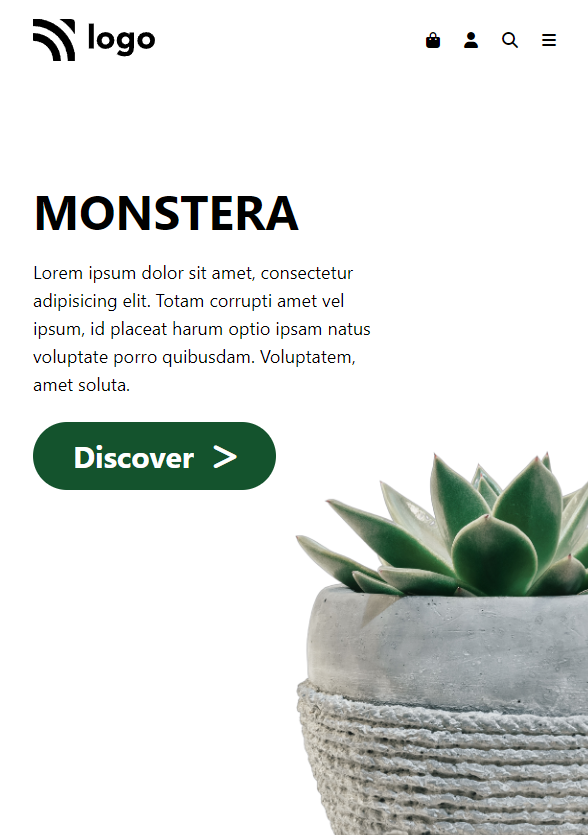 logo
MONSTERA
Lorem ipsum dolor sit amet, consectetur
adipisicing elit. Totam corrupti amet vel
ipsum, id placeat harum optio ipsam natus
voluptate porro quibusdam. Voluptatem,
amet soluta.
Discover >